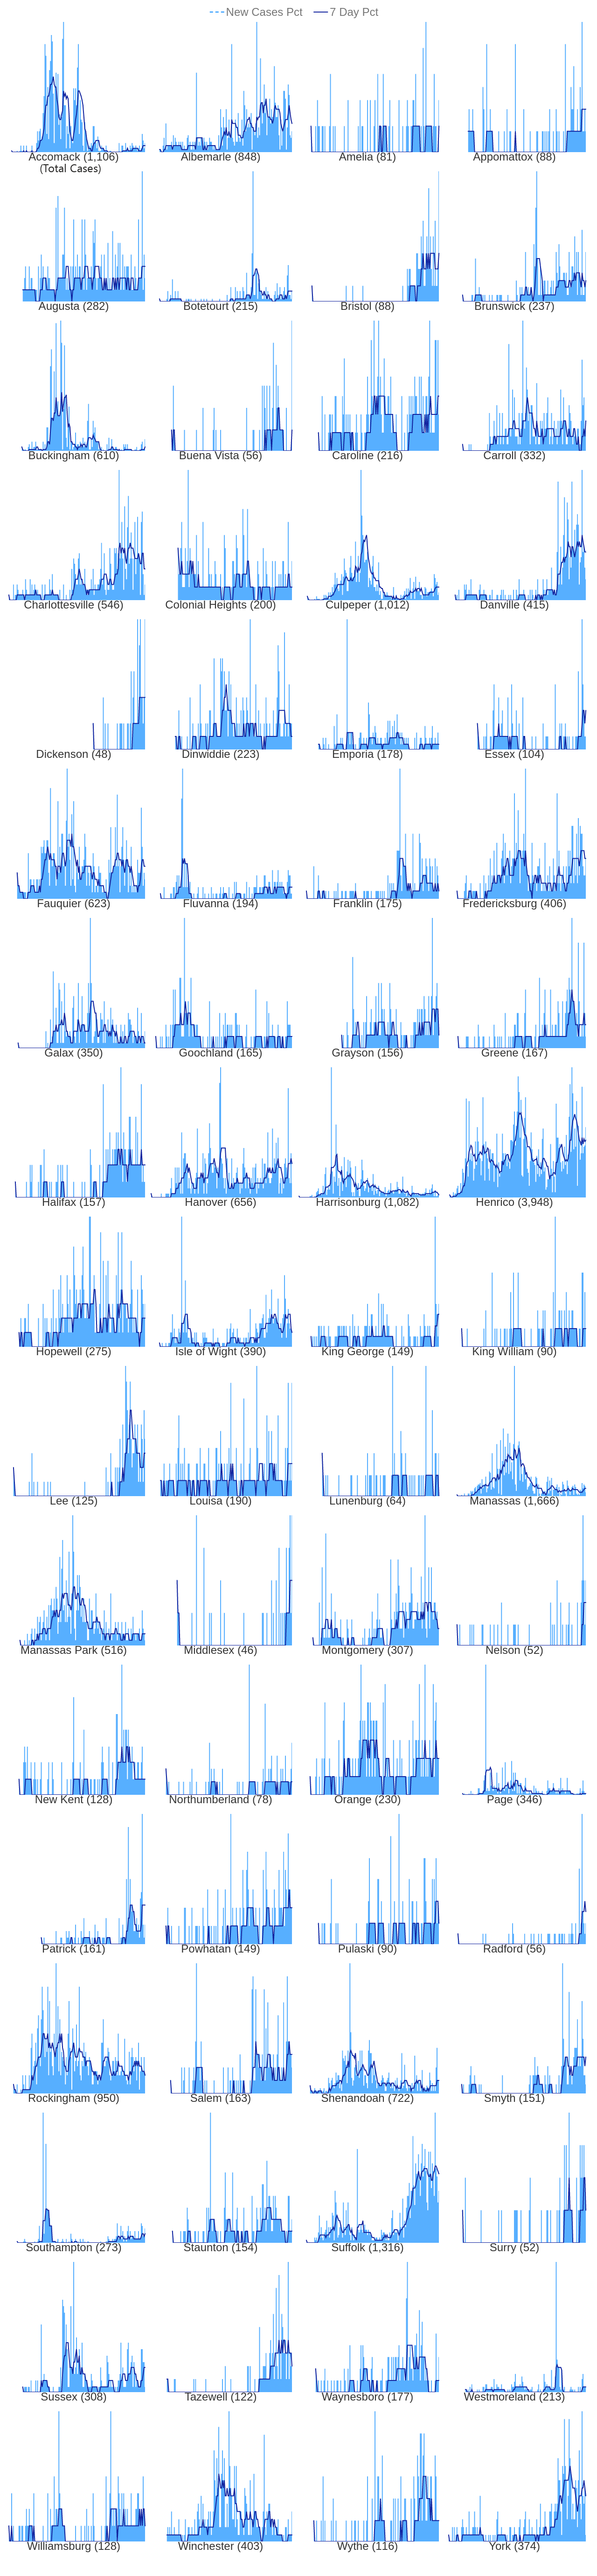 New Cases Pct 7 Day Pct
Accomack (1,106) Albemarle (848) Amelia (81) Appomattox (88)
(Total Cases)
Augusta (282) Botetourt (215) Bristol (88) Brunswick (237)
Buckingham (610) Buena Vista (56) Caroline (216) Carroll (332)
Charlottesville (546) Colonial Heights (200) Culpeper (1,012) Danville (415)
Dickenson (48) Dinwiddie (223) Emporia (178) Essex (104)
Fauquier (623) Fluvanna (194) Franklin (175) Fredericksburg (406)
Galax (350) Goochland (165) Grayson (156) Greene (167)
Halifax (157) Hanover (656) Harrisonburg (1,082) Henrico (3,948)
Hopewell (275) Isle of Wight (390) King George (149) King William (90)
Lee (125) Louisa (190) Lunenburg (64) Manassas (1,666)
Manassas Park (516) Middlesex (46) Montgomery (307) Nelson (52)
New Kent (128) Northumberland (78) Orange (230) Page (346)
Patrick (161) Powhatan (149) Pulaski (90) Radford (56)
Rockingham (950) Salem (163) Shenandoah (722) Smyth (151)
Southampton (273) Staunton (154) Suffolk (1,316) Surry (52)
Sussex (308) Tazewell (122) Waynesboro (177) Westmoreland (213)
Williamsburg (128) Winchester (403) Wythe (116) York (374)